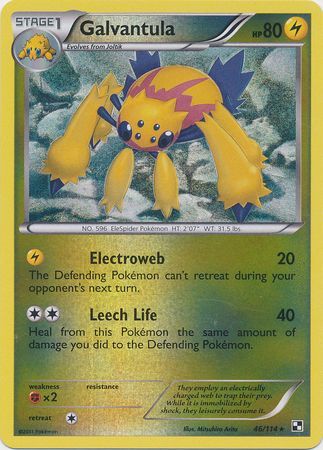 STAGE1
Galvantula
HP80
Evolves from Joltik
NO. 596 EleSpider Pokémon HT: 2'07" WT: 31.5 lbs.
Electroweb 20
The Defending Pokémon can't retreat during your
opponent's next turn.
Leech Life 40
Heal from this Pokémon the same amount of
damage you did to the Defending Pokémon.
weakness
resistance
×2
retreat
They employ an electrically
charged web to trap their prey.
While it is immobilized by
shock, they leisurely consume it.
©2011 Pokémon
Illus. Mitsuhiro Arita
46/114 ★